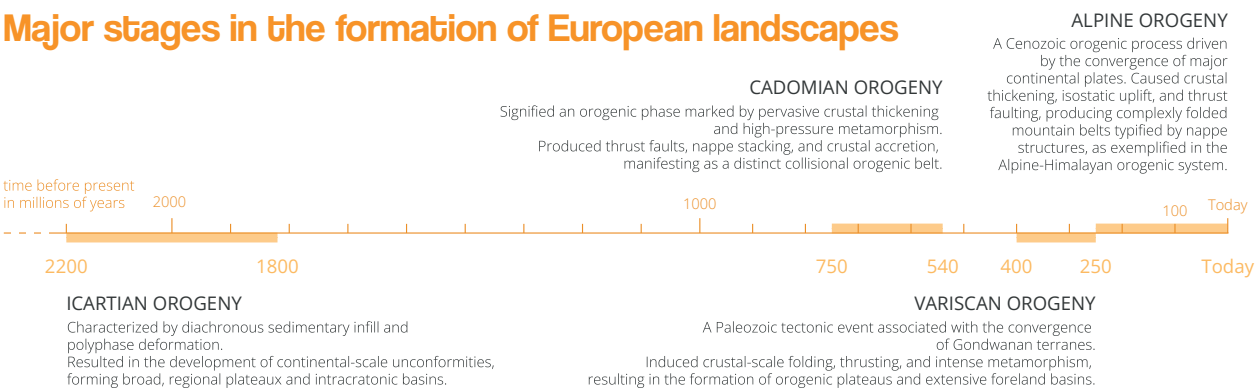 Major stages in the formation of European landscapes
ALPINE OROGENY
A Cenozoic orogenic process driven
by the convergence of major
continental plates. Caused crustal
thickening, isostatic uplift, and thrust
faulting, producing complexly folded
mountain belts typified by nappe
structures, as exemplified in the
Alpine-Himalayan orogenic system.
CADOMIAN OROGENY
Signified an orogenic phase marked by pervasive crustal thickening
and high-pressure metamorphism.
Produced thrust faults, nappe stacking, and crustal accretion,
manifesting as a distinct collisional orogenic belt.
time before present
in millions of years
2000
1000
100
Today
2200
1800
750
540
400
250
Today
ICARTIAN OROGENY
Characterized by diachronous sedimentary infill and
polyphase deformation.
Resulted in the development of continental-scale unconformities,
forming broad, regional plateaux and intracratonic basins.
VARISCAN OROGENY
A Paleozoic tectonic event associated with the convergence
of Gondwanan terranes.
Induced crustal-scale folding, thrusting, and intense metamorphism,
resulting in the formation of orogenic plateaus and extensive foreland basins.